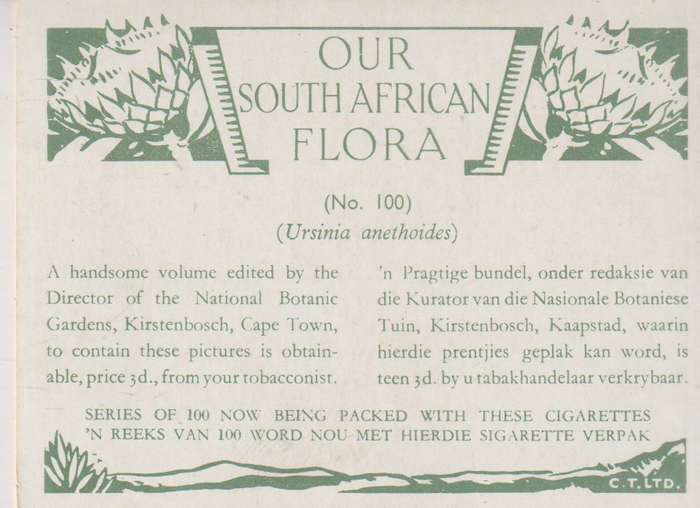 OUR
SOUTH AFRICAN
FLORA
(No. 100)
(Ursinia anethoides)
A handsome volume edited by the
Director of the National Botanic
Gardens, Kirstenbosch, Cape Town,
to contain these pictures is obtain-
able, price 3d., from your tobacconist.
'n Pragtige bundel, onder redaksie van
die Kurator van die Nasionale Botaniese
Tuin, Kirstenbosch, Kaapstad, waarin
hierdie prentjies geplak kan word, is
teen 3d. by u tabakhandelaar verkrybaar.
SERIES OF 100 NOW BEING PACKED WITH THESE CIGARETTES
'N REEKS VAN 100 WORD NOU MET HIERDIE SIGARETTE VERPAK
C.T. LTD.